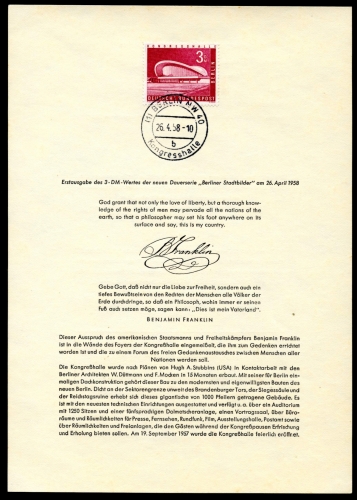 KONGRESSHALLE
3 DM
BERLIN
DEUTSCHE BUNDESPOST
(1) BERLIN NW 40
26.4.58-10
b
Kongresshalle
Erstausgabe des 3-DM-Wertes der neuen Dauerserie „Berliner Stadtbilder" am 26. April 1958
God grant that not only the love of liberty, but a thorough know-
ledge of the rights of men may pervade all the nations of the
earth, so that a philosopher may set his foot anywhere on its
surface and say, this is my country.
B Franklin
Gebe Gott, daß nicht nur die Liebe zur Freiheit, sondern auch ein
tiefes Bewußtsein von den Rechten der Menschen alle Völker der
Erde durchdringe, so daß ein Philosoph, wohin immer er seinen
Fuß auch setzen möge, sagen kann: „Dies ist mein Vaterland".
BENJAMIN FRANKLIN
Dieser Ausspruch des amerikanischen Staatsmanns und Freiheitskämpfers Benjamin Franklin
ist in die Wände des Foyers der Kongreßhalle eingemeißelt, die ihm zum Gedenken errichtet
worden ist und die zu einem Forum des freien Gedankenaustausches zwischen allen
Nationen werden soll.
Die Kongreßhalle wurde nach Plänen von Hugh A. Stubbins (USA) in Kontaktarbeit mit den
Berliner Architekten W. Düttmann und F. Mocken in 15 Monaten erbaut. Mit seiner für Berlin ein-
maligen Dachkonstruktion gehört dieser Bau zu den modernsten und eigenwilligsten Bauten des
neuen Berlin. Dicht an der Sektorengrenze unweit des Brandenburger Tors, der Siegessäule und
der Reichstagsruine erhebt sich dieses gigantische von 1000 Pfeilern getragene Gebäude. Es
ist mit den neuesten technischen Einrichtungen ausgestattet und verfügt u. a. über ein Auditorium
mit 1250 Sitzen und einer fünfsprachigen Dolmetscheranlage, einen Vortragssaal, über Büro-
räume und Räumlichkeiten für Presse, Fernsehen, Rundfunk, Film, Ausstellungshalle, Postamt sowie
über Räumlichkeiten und Freianlagen, die den Gästen während der Kongreßpausen Erfrischung
und Erholung bieten sollen. Am 19. September 1957 wurde die Kongreßhalle feierlich eröffnet.